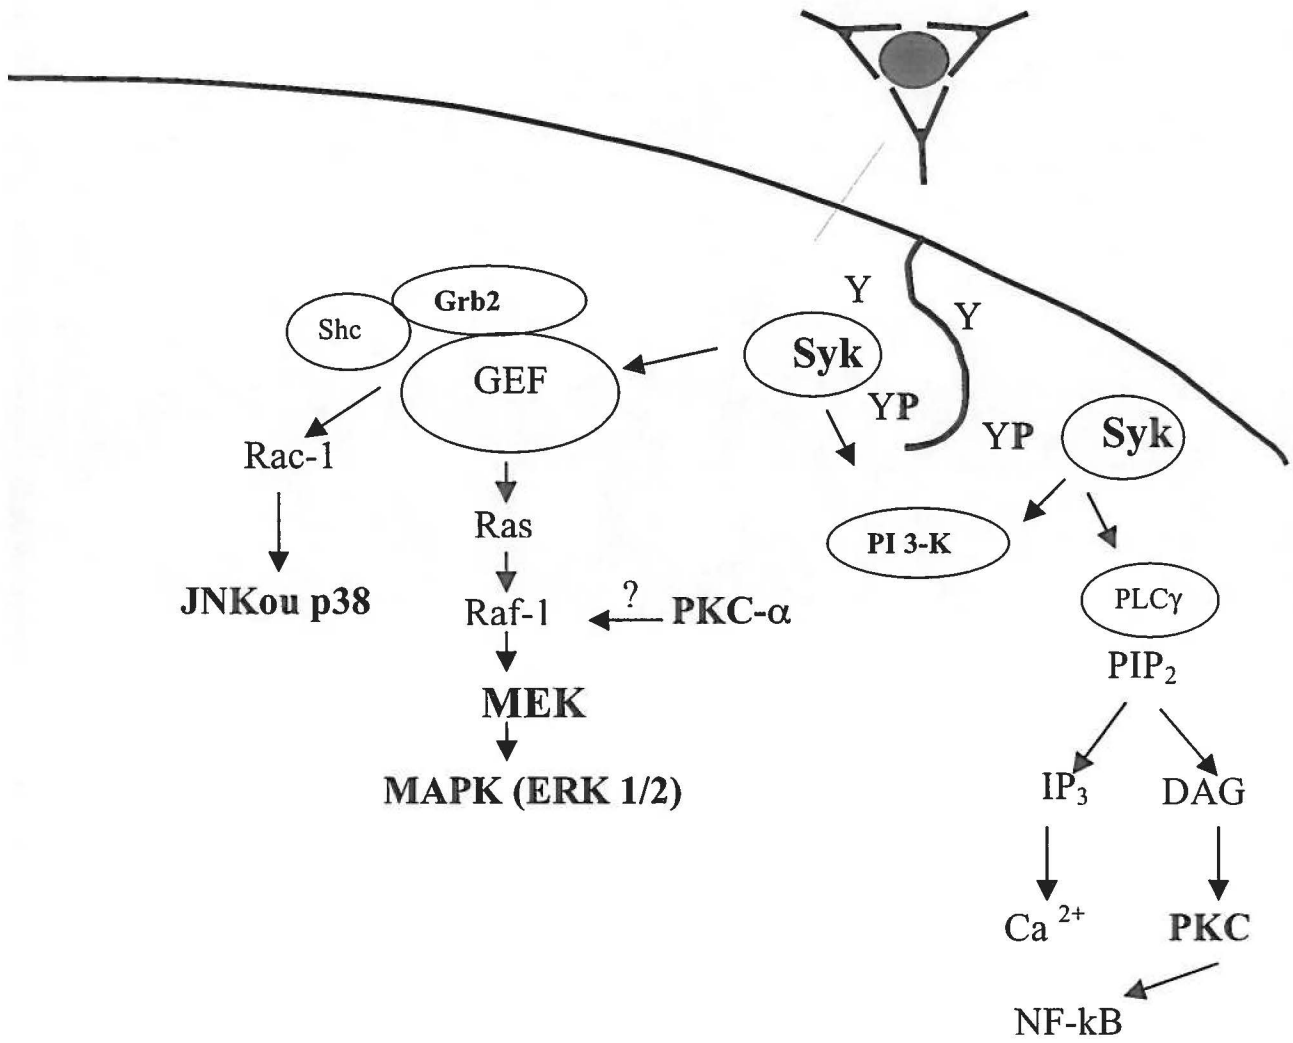 Y
Y
Grb2
Shc
GEF
Syk
YP
YP
Syk
Rac-1
Ras
PI 3-K
JNKou p38
Raf-1
?
PKC-α
PLCγ
PIP₂
MEK
MAPK (ERK 1/2)
IP₃
DAG
Ca ²⁺
PKC
NF-kB